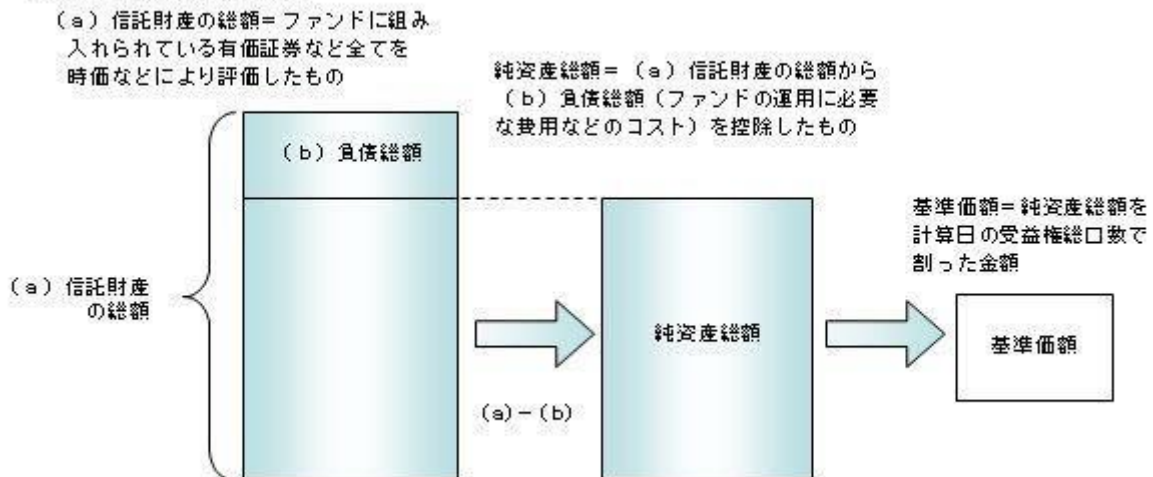 (a)信託財産の総額=ファンドに組み
入れられている有価証券など全てを
時価などにより評価したもの
純資産総額=(a)信託財産の総額から
(b)負債総額(ファンドの運用に必要
な費用などのコスト)を控除したもの
(b)負債総額
基準価額=純資産総額を
計算日の受益権総口数で
割った金額
(a)信託財産
の総額
純資産総額
基準価額
(a)-(b)